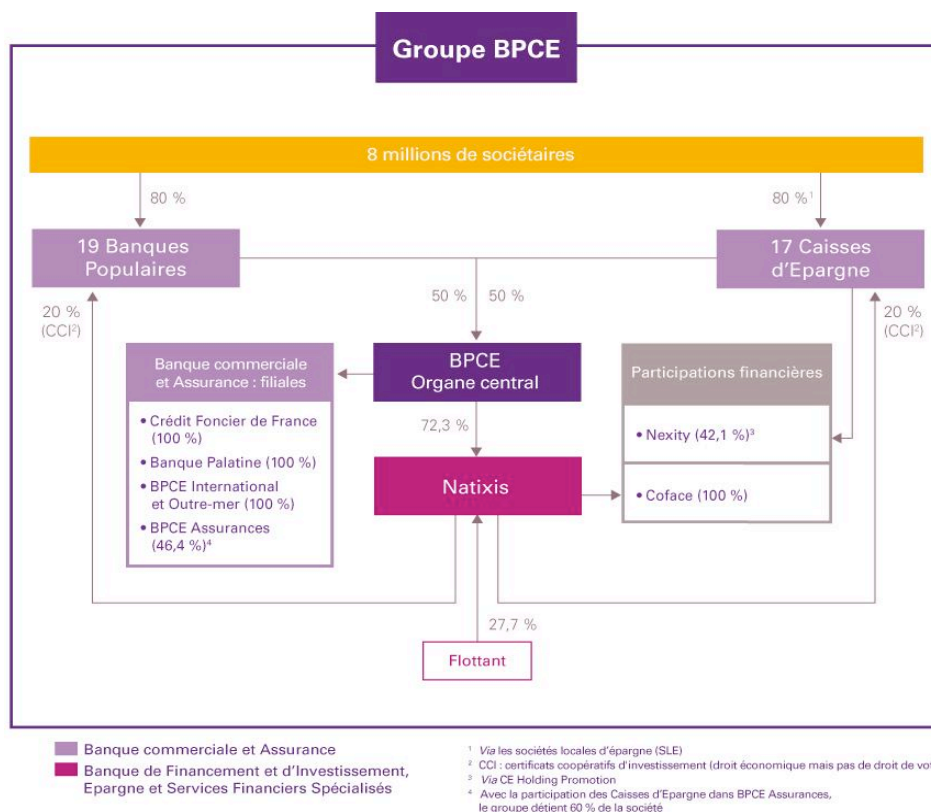 Groupe BPCE
8 millions de sociétaires
80 %
80 %¹
19 Banques
Populaires
17 Caisses
d'Epargne
50 %
50 %
20 %
(CCI²)
20 %
(CCI²)
Banque commerciale
et Assurance : filiales
• Crédit Foncier de France
(100 %)
• Banque Palatine (100 %)
• BPCE International
et Outre-mer (100 %)
• BPCE Assurances
(46,4 %)⁴
BPCE
Organe central
72,3 %
Natixis
Participations financières
• Nexity (42,1 %)³
• Coface (100 %)
27,7 %
Flottant
Banque commerciale et Assurance
Banque de Financement et d'Investissement,
Epargne et Services Financiers Spécialisés
¹ Via les sociétés locales d'épargne (SLE)
² CCI : certificats coopératifs d'investissement (droit économique mais pas de droit de vot
³ Via CE Holding Promotion
⁴ Avec la participation des Caisses d'Epargne dans BPCE Assurances,
le groupe détient 60 % de la société